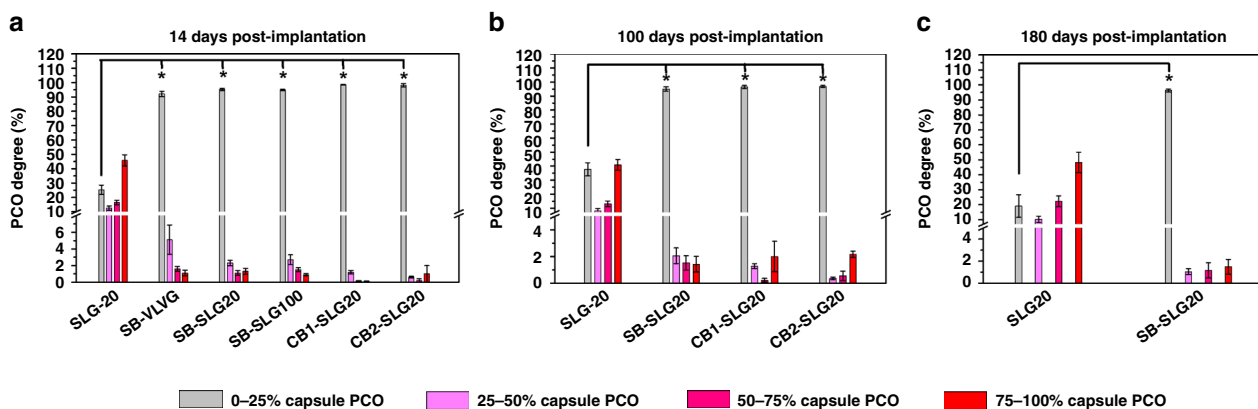 a
14 days post-implantation
PCO degree (%)
120
110
100
90
80
70
60
50
40
30
20
10
6
4
2
0
* * * * *
SLG-20
SB-VLVG
SB-SLG20
SB-SLG100
CB1-SLG20
CB2-SLG20
b
100 days post-implantation
PCO degree (%)
120
110
100
90
80
70
60
50
40
30
20
10
4
2
0
* * *
SLG-20
SB-SLG20
CB1-SLG20
CB2-SLG20
c
180 days post-implantation
PCO degree (%)
120
110
100
90
80
70
60
50
40
30
20
10
4
2
0
*
SLG20
SB-SLG20
0–25% capsule PCO 25–50% capsule PCO 50–75% capsule PCO 75–100% capsule PCO